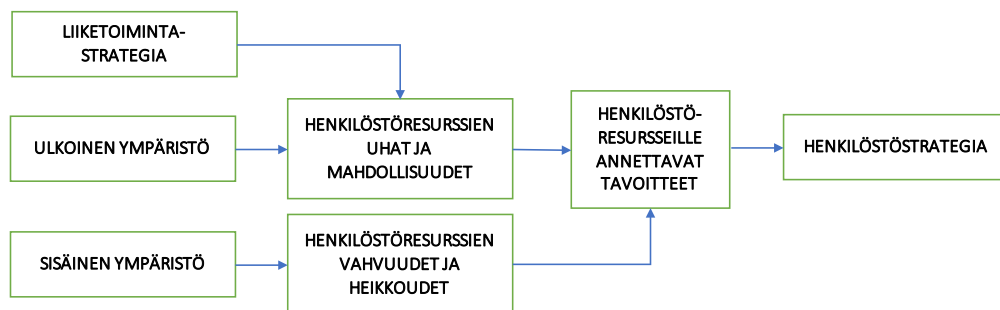 LIIKETOIMINTA-
STRATEGIA
ULKOINEN YMPÄRISTÖ
SISÄINEN YMPÄRISTÖ
HENKILÖSTÖRESURSSIEN
UHAT JA
MAHDOLLISUUDET
HENKILÖSTÖRESURSSIEN
VAHVUUDET JA
HEIKKOUDET
HENKILÖSTÖ-
RESURSSEILLE
ANNETTAVAT
TAVOITTEET
HENKILÖSTÖSTRATEGIA